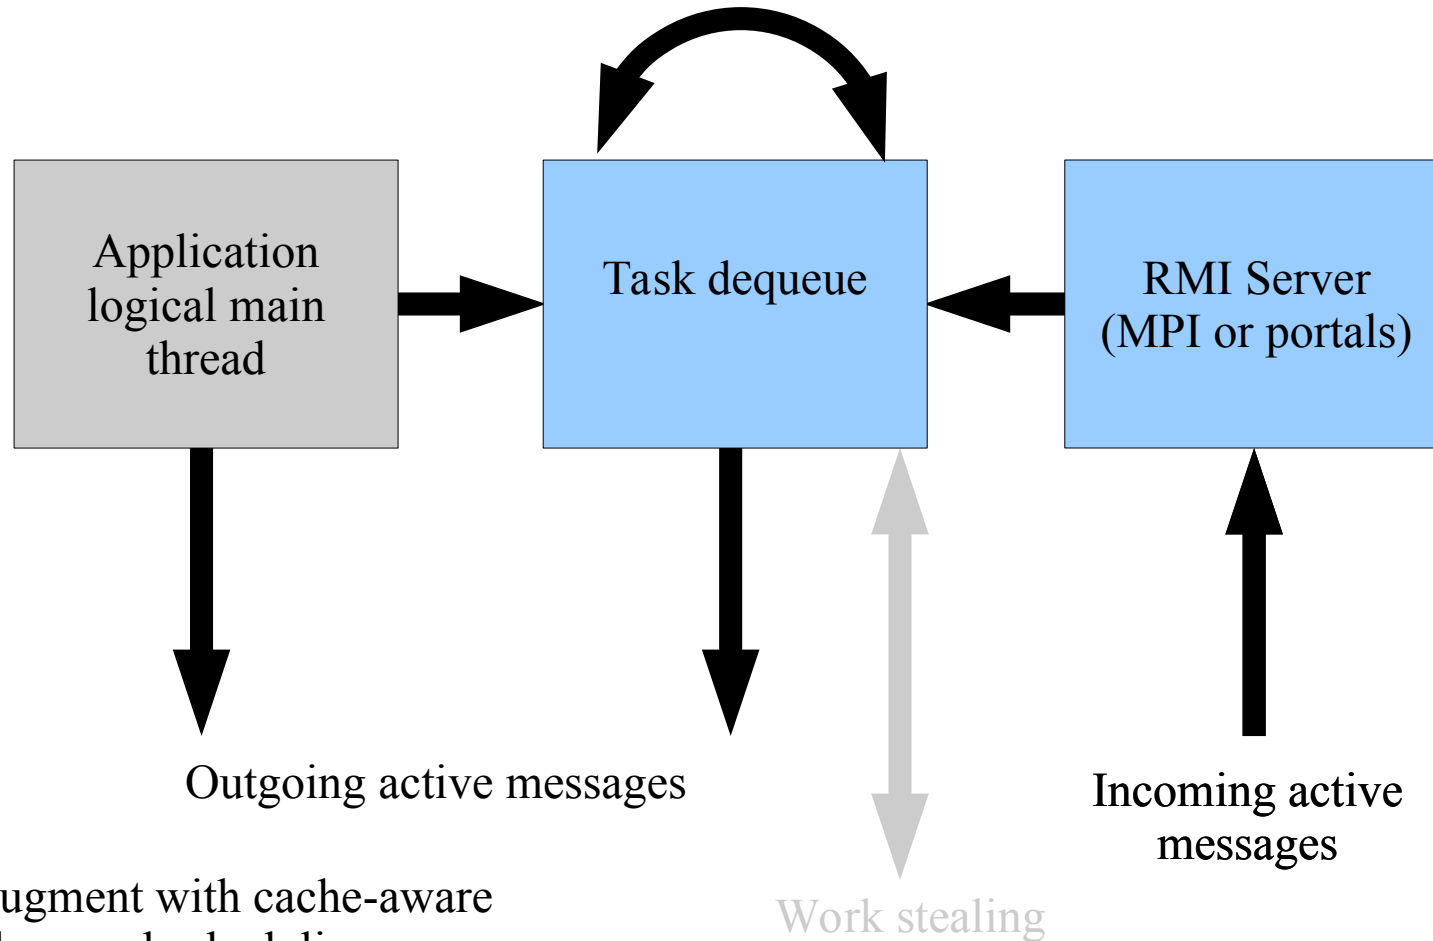 Application
logical main
thread
Task dequeue
RMI Server
(MPI or portals)
Outgoing active messages
Incoming active
messages
Work stealing
ugment with cache-aware